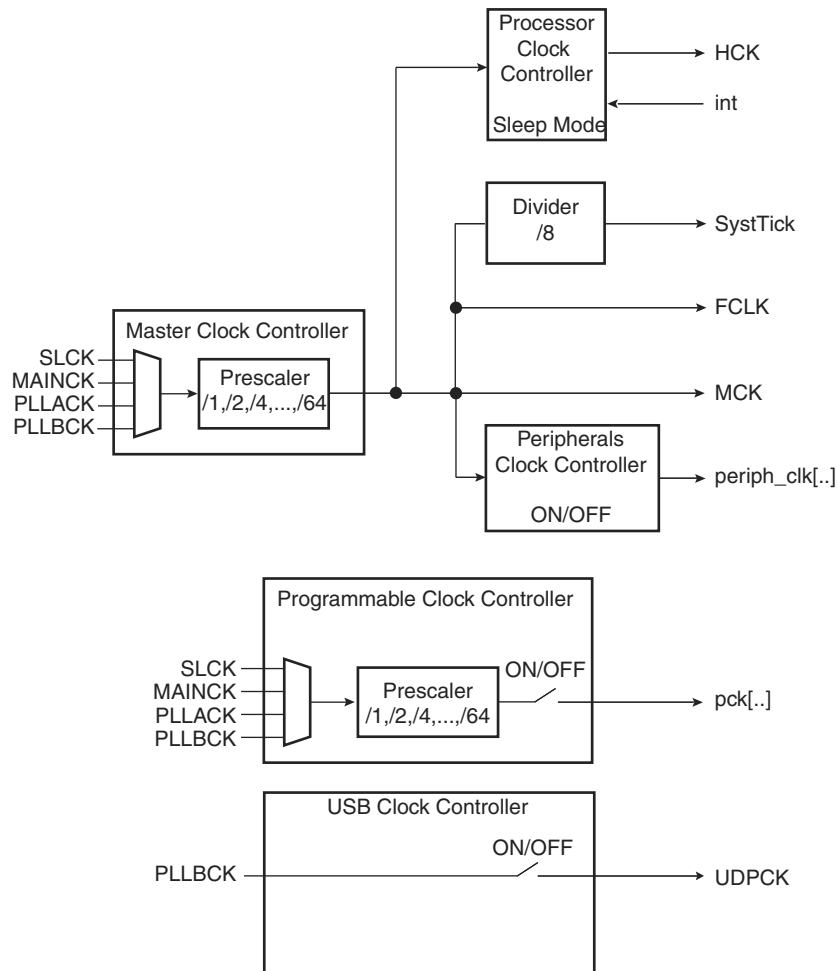 Processor
Clock
Controller
Sleep Mode
HCK
int
Divider
/8
SystTick
FCLK
Master Clock Controller
SLCK
MAINCK
PLLACK
PLLBCK
Prescaler
/1,/2,/4,...,/64
MCK
Peripherals
Clock Controller
ON/OFF
periph_clk[..]
Programmable Clock Controller
SLCK
MAINCK
PLLACK
PLLBCK
Prescaler
/1,/2,/4,...,/64
ON/OFF
pck[..]
USB Clock Controller
ON/OFF
PLLBCK
UDPCK